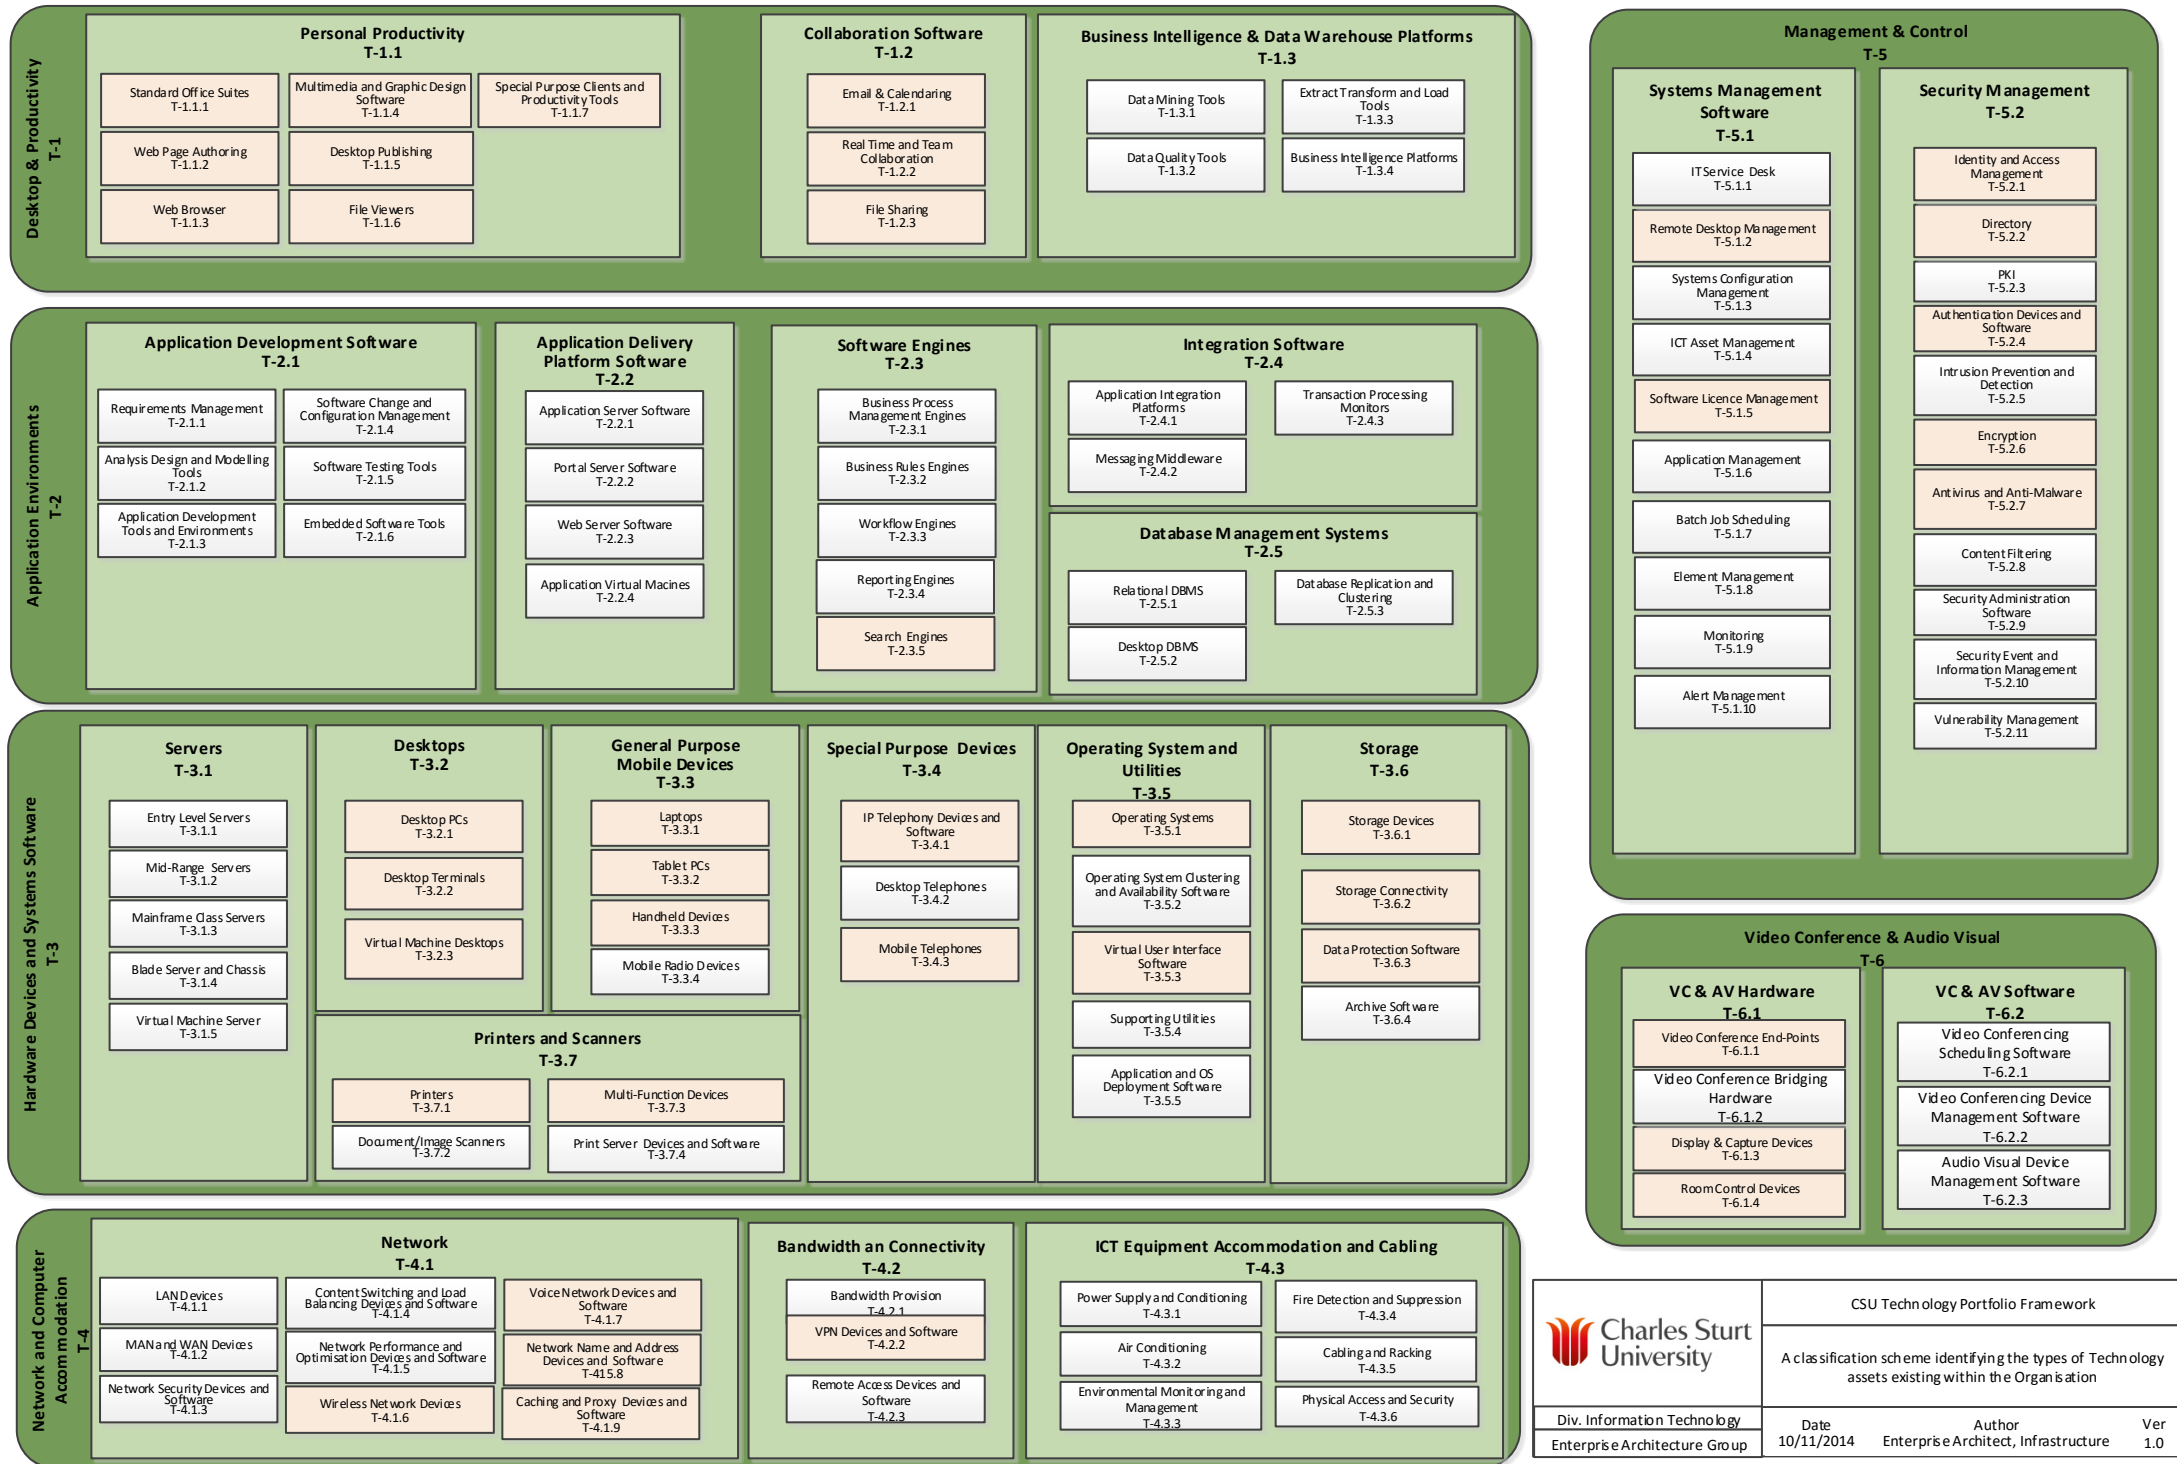 Desktop & Productivity
T-1
Personal Productivity
T-1.1
Standard Office Suites
T-1.1.1
Web Page Authoring
T-1.1.2
Web Browser
T-1.1.3
Multimedia and Graphic Design
Software
T-1.1.4
Desktop Publishing
T-1.1.5
File Viewers
T-1.1.6
Special Purpose Clients and
Productivity Tools
T-1.1.7
Collaboration Software
T-1.2
Email & Calendaring
T-1.2.1
Real Time and Team
Collaboration
T-1.2.2
File Sharing
T-1.2.3
Business Intelligence & Data Warehouse Platforms
T-1.3
Data Mining Tools
T-1.3.1
Data Quality Tools
T-1.3.2
Extract Transform and Load
Tools
T-1.3.3
Business Intelligence Platforms
T-1.3.4
Application Environments
T-2
Application Development Software
T-2.1
Requirements Management
T-2.1.1
Analysis Design and Modelling
Tools
T-2.1.2
Application Development
Tools and Environments
T-2.1.3
Software Change and
Configuration Management
T-2.1.4
Software Testing Tools
T-2.1.5
Embedded Software Tools
T-2.1.6
Application Delivery
Platform Software
T-2.2
Application Server Software
T-2.2.1
Portal Server Software
T-2.2.2
Web Server Software
T-2.2.3
Application Virtual Macines
T-2.2.4
Software Engines
T-2.3
Business Process
Management Engines
T-2.3.1
Business Rules Engines
T-2.3.2
Workflow Engines
T-2.3.3
Reporting Engines
T-2.3.4
Search Engines
T-2.3.5
Integration Software
T-2.4
Application Integration
Platforms
T-2.4.1
Messaging Middleware
T-2.4.2
Transaction Processing
Monitors
T-2.4.3
Database Management Systems
T-2.5
Relational DBMS
T-2.5.1
Desktop DBMS
T-2.5.2
Database Replication and
Clustering
T-2.5.3
Hardware Devices and Systems Software
T-3
Servers
T-3.1
Entry Level Servers
T-3.1.1
Mid-Range Servers
T-3.1.2
Mainframe Class Servers
T-3.1.3
Blade Server and Chassis
T-3.1.4
Virtual Machine Server
T-3.1.5
Desktops
T-3.2
Desktop PCs
T-3.2.1
Desktop Terminals
T-3.2.2
Virtual Machine Desktops
T-3.2.3
General Purpose
Mobile Devices
T-3.3
Laptops
T-3.3.1
Tablet PCs
T-3.3.2
Handheld Devices
T-3.3.3
Mobile Radio Devices
T-3.3.4
Printers and Scanners
T-3.7
Printers
T-3.7.1
Document/Image Scanners
T-3.7.2
Multi-Function Devices
T-3.7.3
Print Server Devices and Software
T-3.7.4
Special Purpose Devices
T-3.4
IP Telephony Devices and
Software
T-3.4.1
Desktop Telephones
T-3.4.2
Mobile Telephones
T-3.4.3
Operating System and
Utilities
T-3.5
Operating Systems
T-3.5.1
Operating System Clustering
and Availability Software
T-3.5.2
Virtual User Interface
Software
T-3.5.3
Supporting Utilities
T-3.5.4
Application and OS
Deployment Software
T-3.5.5
Storage
T-3.6
Storage Devices
T-3.6.1
Storage Connectivity
T-3.6.2
Data Protection Software
T-3.6.3
Archive Software
T-3.6.4
Network and Computer
Accommodation
T-4
Network
T-4.1
LAN Devices
T-4.1.1
MAN and WAN Devices
T-4.1.2
Network Security Devices and
Software
T-4.1.3
Content Switching and Load
Balancing Devices and Software
T-4.1.4
Network Performance and
Optimisation Devices and Software
T-4.1.5
Wireless Network Devices
T-4.1.6
Voice Network Devices and
Software
T-4.1.7
Network Name and Address
Devices and Software
T-415.8
Caching and Proxy Devices and
Software
T-4.1.9
Bandwidth an Connectivity
T-4.2
Bandwidth Provision
T-4.2.1
VPN Devices and Software
T-4.2.2
Remote Access Devices and
Software
T-4.2.3
ICT Equipment Accommodation and Cabling
T-4.3
Power Supply and Conditioning
T-4.3.1
Air Conditioning
T-4.3.2
Environmental Monitoring and
Management
T-4.3.3
Fire Detection and Suppression
T-4.3.4
Cabling and Racking
T-4.3.5
Physical Access and Security
T-4.3.6
Management & Control
T-5
Systems Management
Software
T-5.1
IT Service Desk
T-5.1.1
Remote Desktop Management
T-5.1.2
Systems Configuration
Management
T-5.1.3
ICT Asset Management
T-5.1.4
Software Licence Management
T-5.1.5
Application Management
T-5.1.6
Batch Job Scheduling
T-5.1.7
Element Management
T-5.1.8
Monitoring
T-5.1.9
Alert Management
T-5.1.10
Security Management
T-5.2
Identity and Access
Management
T-5.2.1
Directory
T-5.2.2
PKI
T-5.2.3
Authentication Devices and
Software
T-5.2.4
Intrusion Prevention and
Detection
T-5.2.5
Encryption
T-5.2.6
Antivirus and Anti-Malware
T-5.2.7
Content Filtering
T-5.2.8
Security Administration
Software
T-5.2.9
Security Event and
Information Management
T-5.2.10
Vulnerability Management
T-5.2.11
Video Conference & Audio Visual
T-6
VC & AV Hardware
T-6.1
Video Conference End-Points
T-6.1.1
Video Conference Bridging
Hardware
T-6.1.2
Display & Capture Devices
T-6.1.3
Room Control Devices
T-6.1.4
VC & AV Software
T-6.2
Video Conferencing
Scheduling Software
T-6.2.1
Video Conferencing Device
Management Software
T-6.2.2
Audio Visual Device
Management Software
T-6.2.3
Charles Sturt
University
Div. Information Technology
Enterprise Architecture Group
CSU Technology Portfolio Framework
A classification scheme identifying the types of Technology
assets existing within the Organisation
Date
10/11/2014
Author
Enterprise Architect, Infrastructure
Ver
1.0